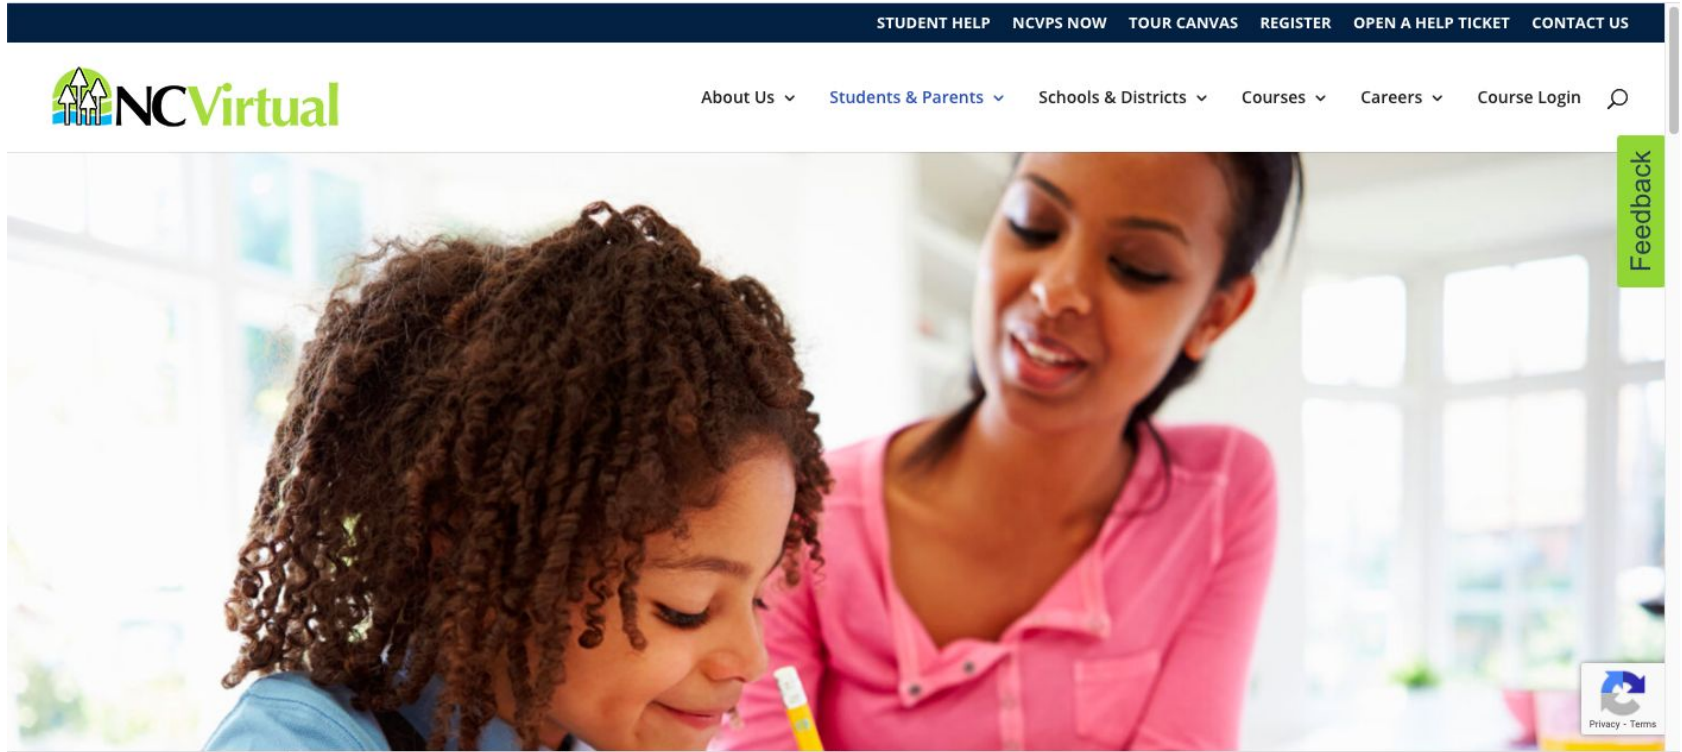 STUDENT HELP NCVPS NOW TOUR CANVAS REGISTER OPEN A HELP TICKET CONTACT US
NCVirtual
About Us Students & Parents Schools & Districts Courses Careers Course Login
Feedback
Privacy - Terms